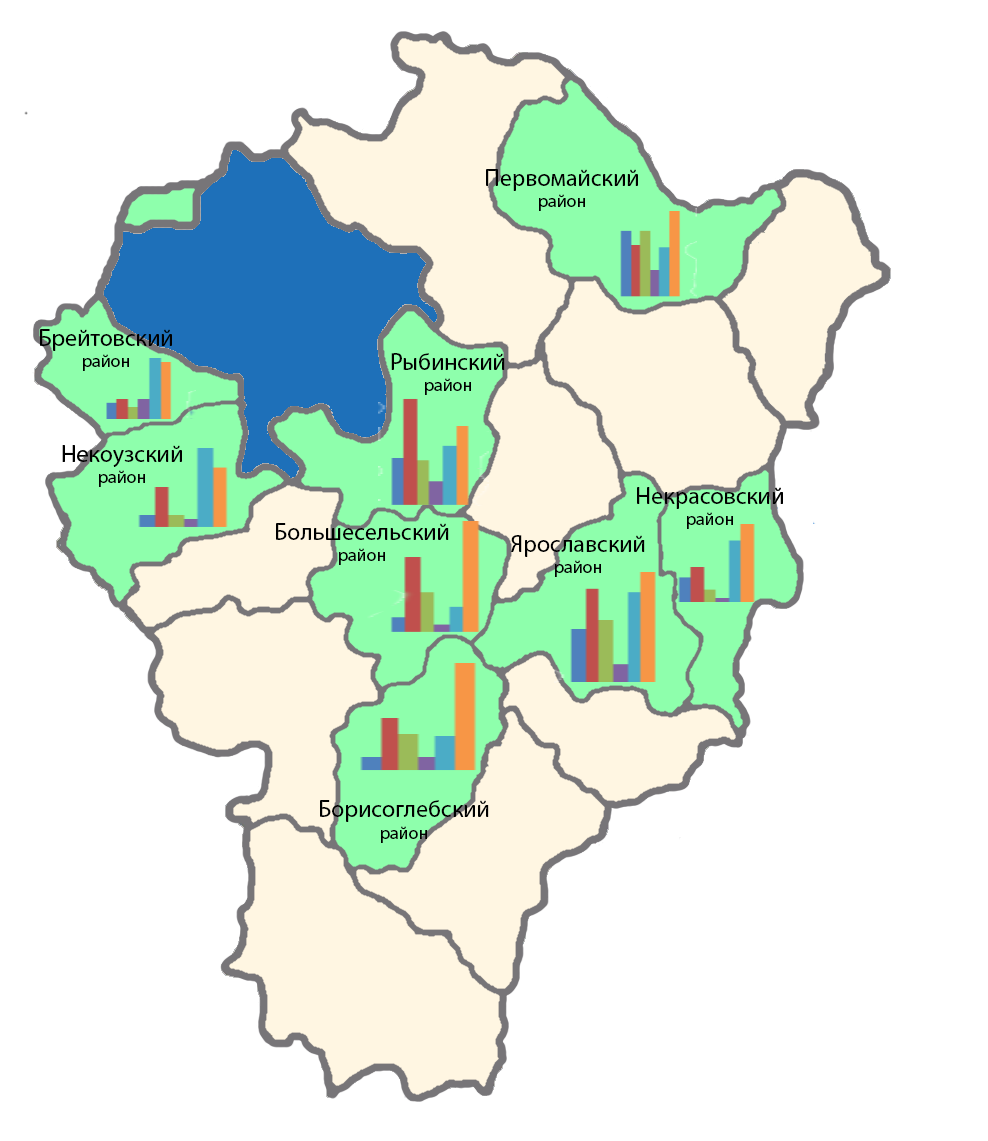 Первомайский
район
Брейтовский
район
Рыбинский
район
Некоузский
район
Некрасовский
район
Большесельский
район
Ярославский
район
Борисоглебский
район